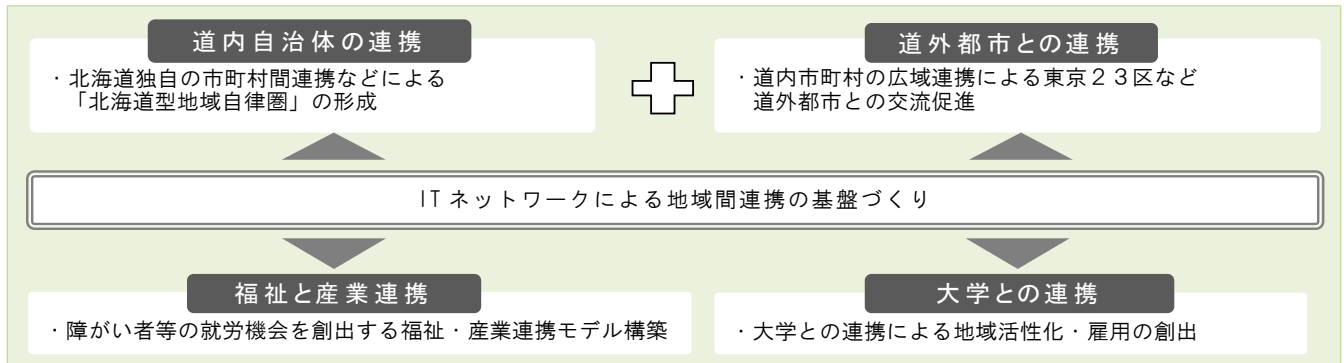 道内自治体の連携
・北海道独自の市町村間連携などによる
「北海道型地域自律圏」の形成
道外都市との連携
・道内市町村の広域連携による東京２３区など
道外都市との交流促進
ITネットワークによる地域間連携の基盤づくり
福祉と産業連携
・障がい者等の就労機会を創出する福祉・産業連携モデル構築
大学との連携
・大学との連携による地域活性化・雇用の創出